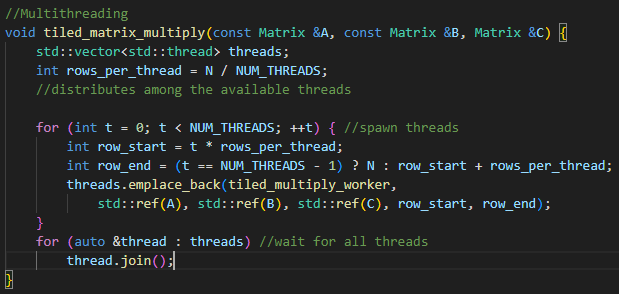 //Multithreading
void tiled_matrix_multiply(const Matrix &A, const Matrix &B, Matrix &C) {
    std::vector<std::thread> threads;
    int rows_per_thread = N / NUM_THREADS;
    //distributes among the available threads

    for (int t = 0; t < NUM_THREADS; ++t) { //spawn threads
        int row_start = t * rows_per_thread;
        int row_end = (t == NUM_THREADS - 1) ? N : row_start + rows_per_thread;
        threads.emplace_back(tiled_multiply_worker,
            std::ref(A), std::ref(B), std::ref(C), row_start, row_end);
    }
    for (auto &thread : threads) //wait for all threads
        thread.join();
}